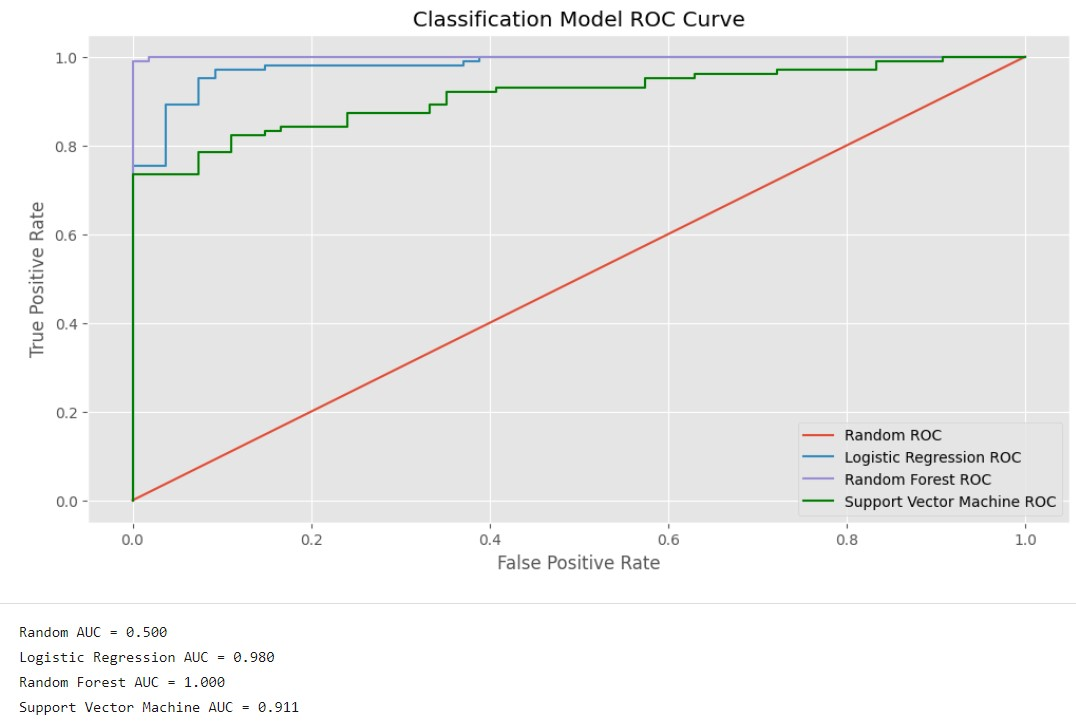 Classification Model ROC Curve
True Positive Rate
1.0
0.8
0.6
0.4
0.2
0.0
0.0 0.2 0.4 0.6 0.8 1.0
False Positive Rate
Random ROC
Logistic Regression ROC
Random Forest ROC
Support Vector Machine ROC
Random AUC = 0.500
Logistic Regression AUC = 0.980
Random Forest AUC = 1.000
Support Vector Machine AUC = 0.911